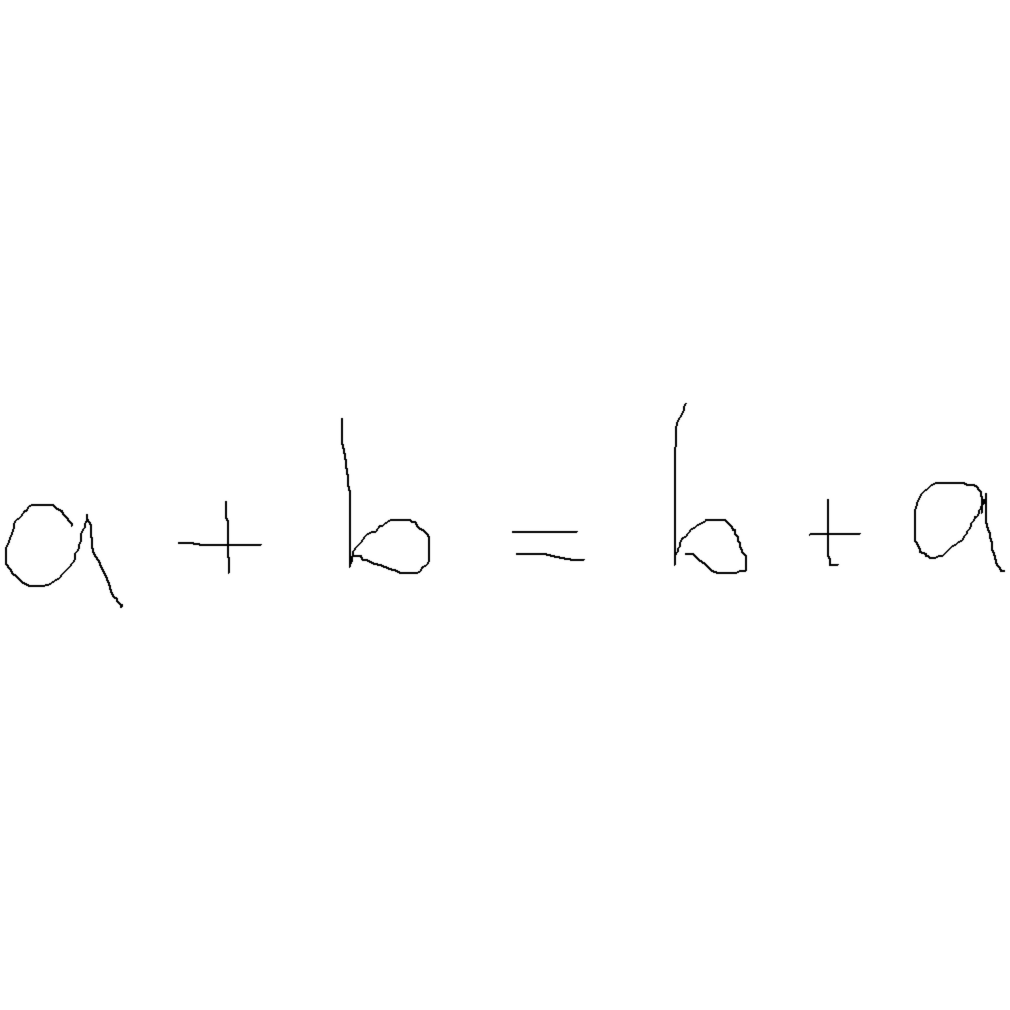 a + b = b + a